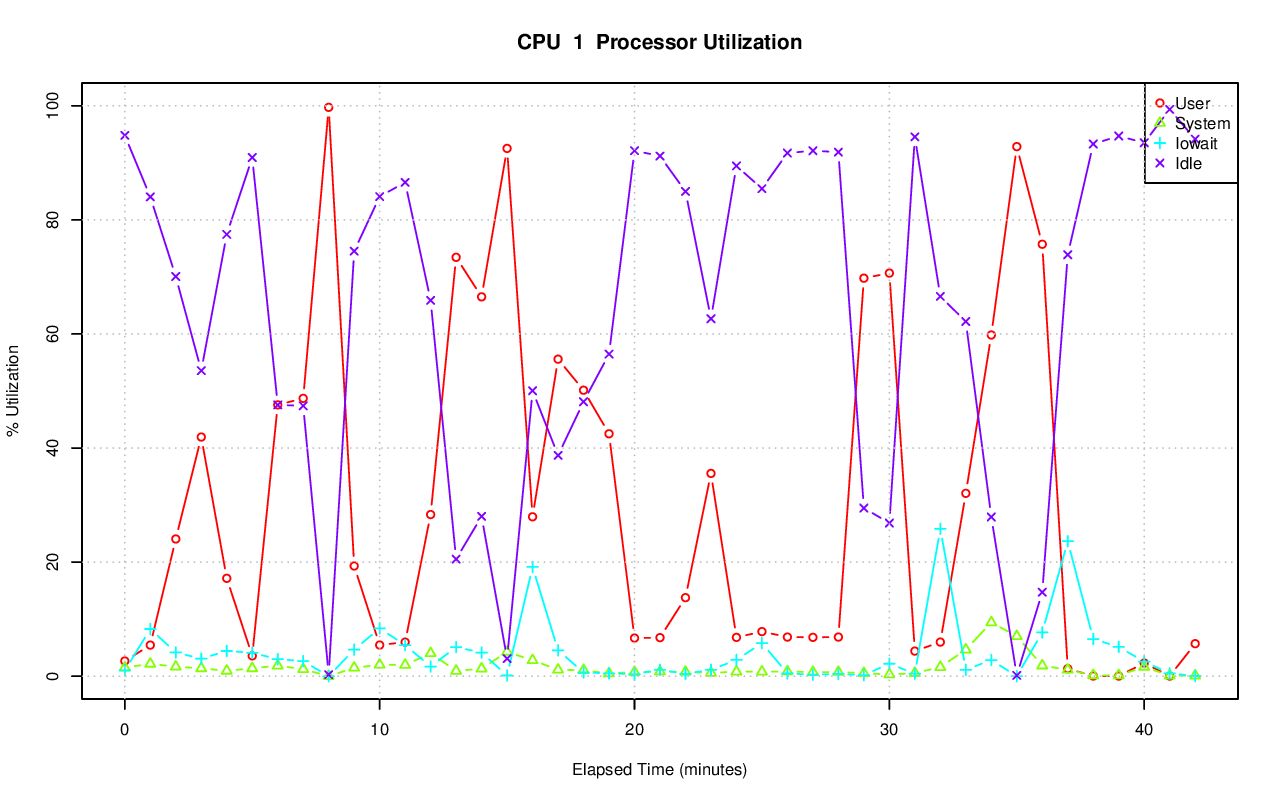 CPU  1  Processor Utilization
% Utilization
100
80
60
40
20
0
User
System
Iowait
Idle
0 10 20 30 40
Elapsed Time (minutes)